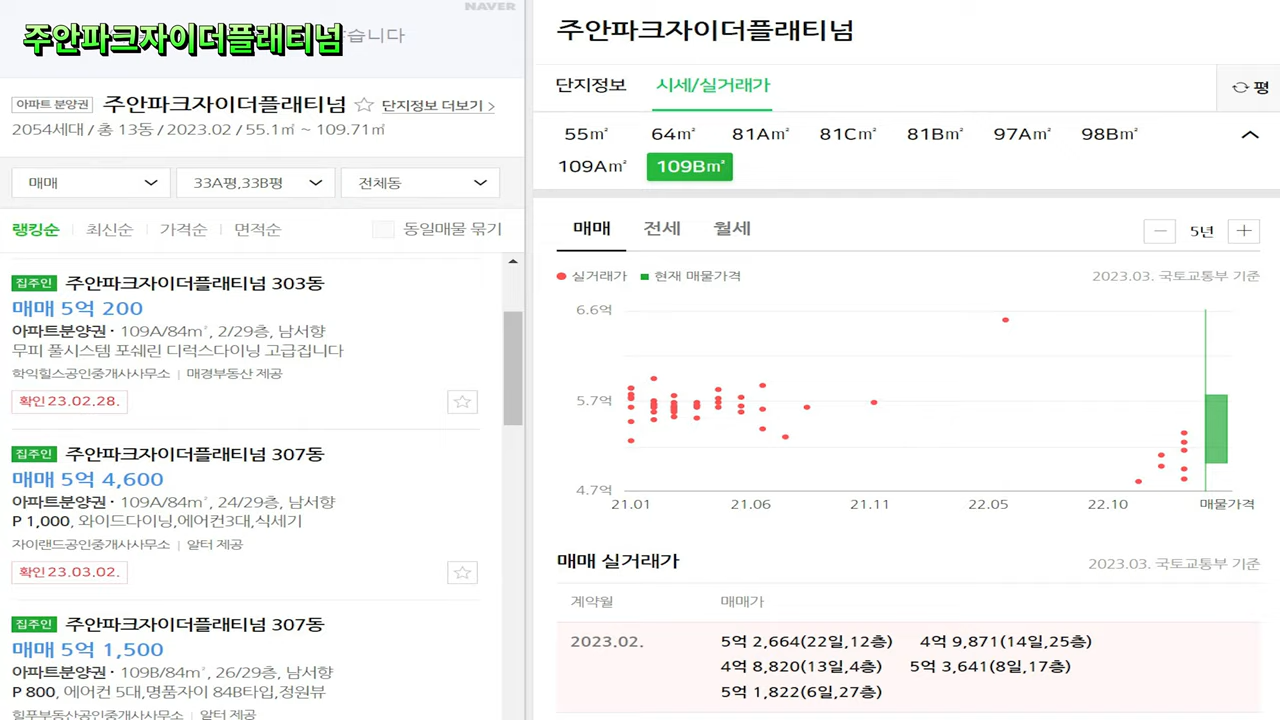 NAVER
주안파크자이더플래티넘
습니다
아파트 분양권 주안파크자이더플래티넘 단지정보 더보기 >
2054세대 / 총 13동 / 2023.02 / 55.1㎡ ~ 109.71㎡
매매 33A평,33B평 전체동
랭킹순 최신순 가격순 면적순 동일매물 묶기
집주인 주안파크자이더플래티넘 303동
매매 5억 200
아파트분양권 · 109A/84㎡, 2/29층, 남서향
무피 풀시스템 포쉐린 디럭스다이닝 고급집니다
학익힐스공인중개사사무소 | 매경부동산 제공
확인 23.02.28.
집주인 주안파크자이더플래티넘 307동
매매 5억 4,600
아파트분양권 · 109A/84㎡, 24/29층, 남서향
P 1,000, 와이드다이닝,에어컨3대,식세기
자이랜드공인중개사사무소 | 알터 제공
확인 23.03.02.
집주인 주안파크자이더플래티넘 307동
매매 5억 1,500
아파트분양권 · 109B/84㎡, 26/29층, 남서향
P 800, 에어컨 5대,명품자이 84B타입,정원뷰
힐푸부동산공인중개사사무소 | 알터 제공
주안파크자이더플래티넘
단지정보 시세/실거래가 평
55㎡ 64㎡ 81A㎡ 81C㎡ 81B㎡ 97A㎡ 98B㎡
109A㎡ 109B㎡
매매 전세 월세 5년
실거래가 현재 매물가격 2023.03. 국토교통부 기준
6.6억
5.7억
4.7억
21.01 21.06 21.11 22.05 22.10 매물가격
매매 실거래가 2023.03. 국토교통부 기준
계약월 매매가
2023.02. 5억 2,664(22일,12층) 4억 9,871(14일,25층)
4억 8,820(13일,4층) 5억 3,641(8일,17층)
5억 1,822(6일,27층)